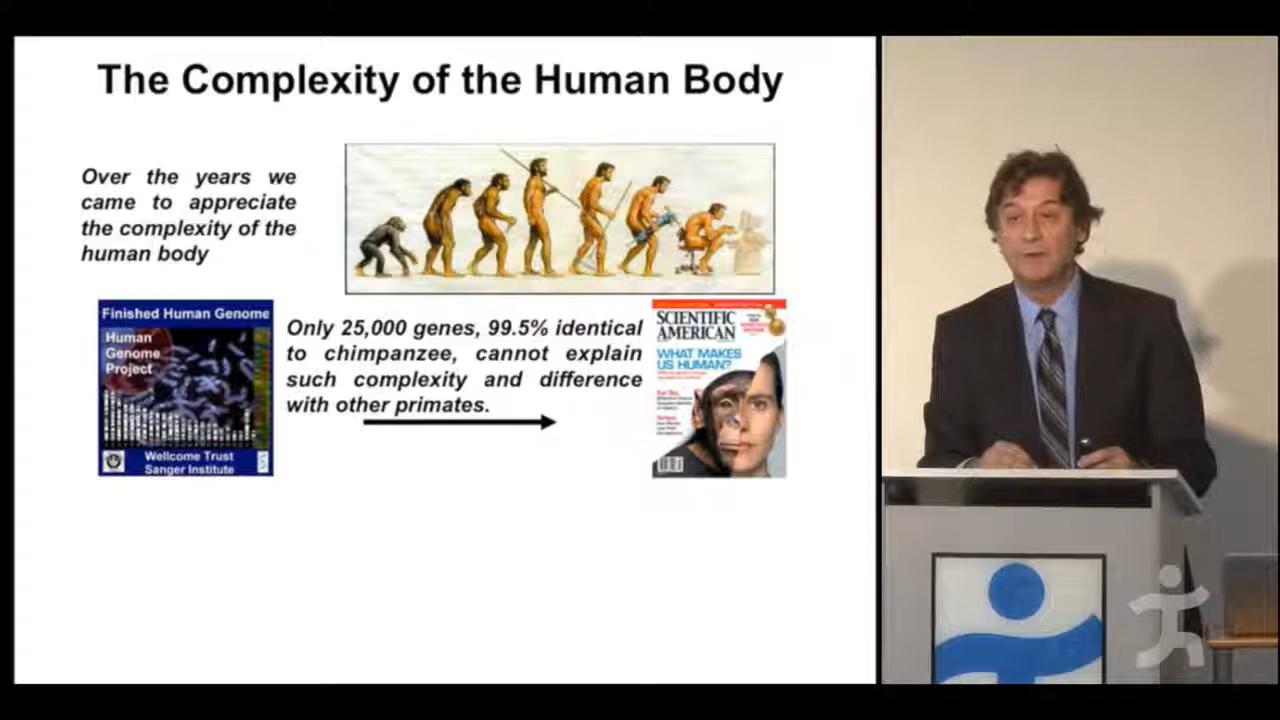 The Complexity of the Human Body
Over the years we
came to appreciate
the complexity of the
human body
Finished Human Genome
Human
Genome
Project
Wellcome Trust
Sanger Institute
Only 25,000 genes, 99.5% identical
to chimpanzee, cannot explain
such complexity and difference
with other primates.
SCIENTIFIC
AMERICAN
WHAT MAKES
US HUMAN?